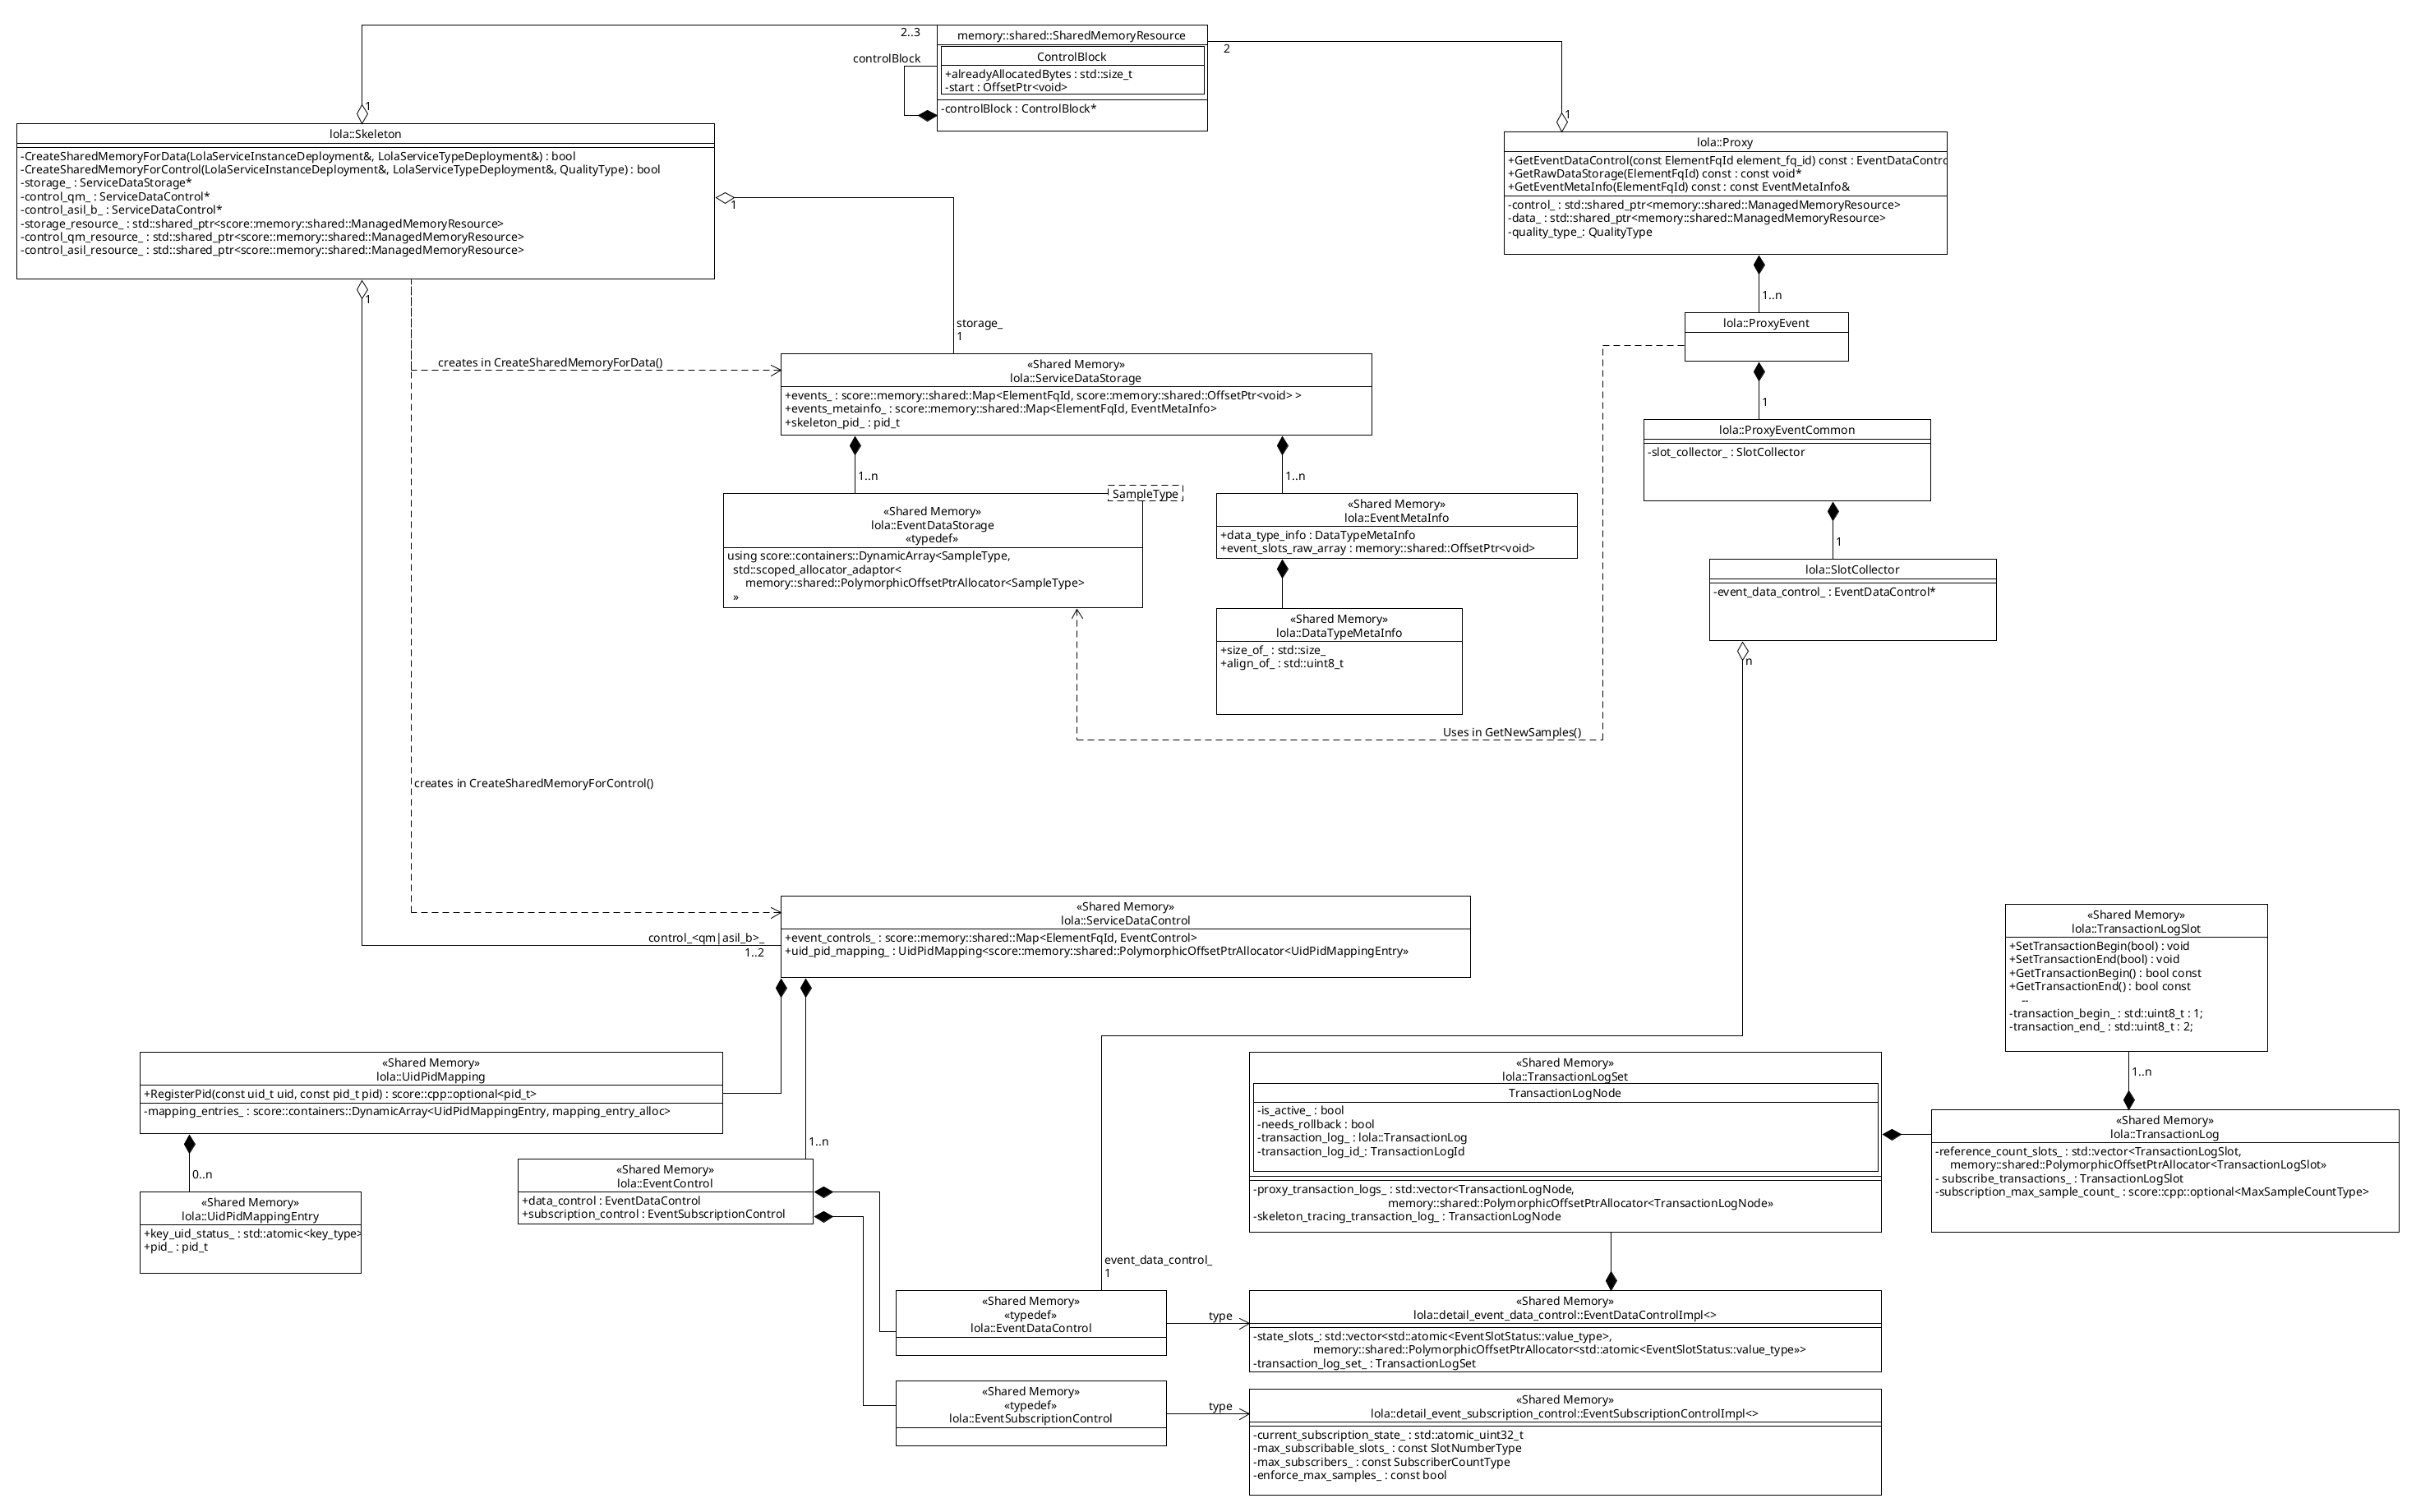 2..3
memory::shared::SharedMemoryResource
controlBlock
ControlBlock
+alreadyAllocatedBytes : std::size_t
-start : OffsetPtr<void>
-controlBlock : ControlBlock*
2
1
1
lola::Skeleton
-CreateSharedMemoryForData(LolaServiceInstanceDeployment&, LolaServiceTypeDeployment&) : bool
-CreateSharedMemoryForControl(LolaServiceInstanceDeployment&, LolaServiceTypeDeployment&, QualityType) : bool
-storage_ : ServiceDataStorage*
-control_qm_ : ServiceDataControl*
-control_asil_b_ : ServiceDataControl*
-storage_resource_ : std::shared_ptr<score::memory::shared::ManagedMemoryResource>
-control_qm_resource_ : std::shared_ptr<score::memory::shared::ManagedMemoryResource>
-control_asil_resource_ : std::shared_ptr<score::memory::shared::ManagedMemoryResource>
1
1
lola::Proxy
+GetEventDataControl(const ElementFqId element_fq_id) const : EventDataContro
+GetRawDataStorage(ElementFqId) const : const void*
+GetEventMetaInfo(ElementFqId) const : const EventMetaInfo&
-control_ : std::shared_ptr<memory::shared::ManagedMemoryResource>
-data_ : std::shared_ptr<memory::shared::ManagedMemoryResource>
-quality_type_: QualityType
1..n
lola::ProxyEvent
storage_
1
creates in CreateSharedMemoryForData()
«Shared Memory»
lola::ServiceDataStorage
+events_ : score::memory::shared::Map<ElementFqId, score::memory::shared::OffsetPtr<void> >
+events_metainfo_ : score::memory::shared::Map<ElementFqId, EventMetaInfo>
+skeleton_pid_ : pid_t
1
lola::ProxyEventCommon
-slot_collector_ : SlotCollector
1..n
1..n
SampleType
«Shared Memory»
lola::EventDataStorage
«typedef»
using score::containers::DynamicArray<SampleType,
std::scoped_allocator_adaptor<
memory::shared::PolymorphicOffsetPtrAllocator<SampleType>
»
«Shared Memory»
lola::EventMetaInfo
+data_type_info : DataTypeMetaInfo
+event_slots_raw_array : memory::shared::OffsetPtr<void>
1
lola::SlotCollector
-event_data_control_ : EventDataControl*
n
«Shared Memory»
lola::DataTypeMetaInfo
+size_of_ : std::size_
+align_of_ : std::uint8_t
Uses in GetNewSamples()
creates in CreateSharedMemoryForControl()
control_<qm|asil_b>_
1..2
«Shared Memory»
lola::ServiceDataControl
+event_controls_ : score::memory::shared::Map<ElementFqId, EventControl>
+uid_pid_mapping_ : UidPidMapping<score::memory::shared::PolymorphicOffsetPtrAllocator<UidPidMappingEntry»
«Shared Memory»
lola::TransactionLogSlot
+SetTransactionBegin(bool) : void
+SetTransactionEnd(bool) : void
+GetTransactionBegin() : bool const
+GetTransactionEnd() : bool const
--
-transaction_begin_ : std::uint8_t : 1;
-transaction_end_ : std::uint8_t : 2;
1..n
«Shared Memory»
lola::UidPidMapping
+RegisterPid(const uid_t uid, const pid_t pid) : score::cpp::optional<pid_t>
-mapping_entries_ : score::containers::DynamicArray<UidPidMappingEntry, mapping_entry_alloc>
0..n
«Shared Memory»
lola::UidPidMappingEntry
+key_uid_status_ : std::atomic<key_type>
+pid_ : pid_t
1..n
«Shared Memory»
lola::EventControl
+data_control : EventDataControl
+subscription_control : EventSubscriptionControl
«Shared Memory»
lola::TransactionLogSet
TransactionLogNode
-is_active_ : bool
-needs_rollback : bool
-transaction_log_ : lola::TransactionLog
-transaction_log_id_: TransactionLogId
-proxy_transaction_logs_ : std::vector<TransactionLogNode,
memory::shared::PolymorphicOffsetPtrAllocator<TransactionLogNode»
-skeleton_tracing_transaction_log_ : TransactionLogNode
«Shared Memory»
lola::TransactionLog
-reference_count_slots_ : std::vector<TransactionLogSlot,
memory::shared::PolymorphicOffsetPtrAllocator<TransactionLogSlot»
- subscribe_transactions_ : TransactionLogSlot
-subscription_max_sample_count_ : score::cpp::optional<MaxSampleCountType>
event_data_control_
1
«Shared Memory»
«typedef»
lola::EventDataControl
type
«Shared Memory»
lola::detail_event_data_control::EventDataControlImpl<>
-state_slots_: std::vector<std::atomic<EventSlotStatus::value_type>,
memory::shared::PolymorphicOffsetPtrAllocator<std::atomic<EventSlotStatus::value_type»>
-transaction_log_set_ : TransactionLogSet
«Shared Memory»
«typedef»
lola::EventSubscriptionControl
type
«Shared Memory»
lola::detail_event_subscription_control::EventSubscriptionControlImpl<>
-current_subscription_state_ : std::atomic_uint32_t
-max_subscribable_slots_ : const SlotNumberType
-max_subscribers_ : const SubscriberCountType
-enforce_max_samples_ : const bool